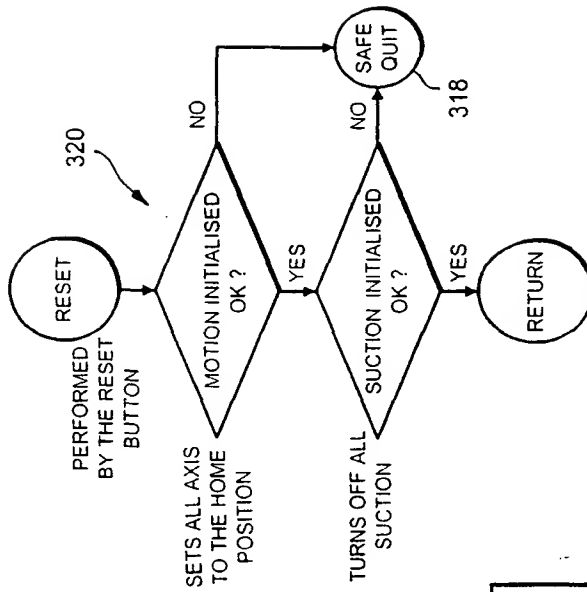 320
RESET
PERFORMED
BY THE RESET
BUTTON
SETS ALL AXIS
TO THE HOME
POSITION
MOTION INITIALISED
OK ?
NO
YES
SAFE
QUIT
318
TURNS OFF ALL
SUCTION
SUCTION INITIALISED
OK ?
NO
YES
RETURN